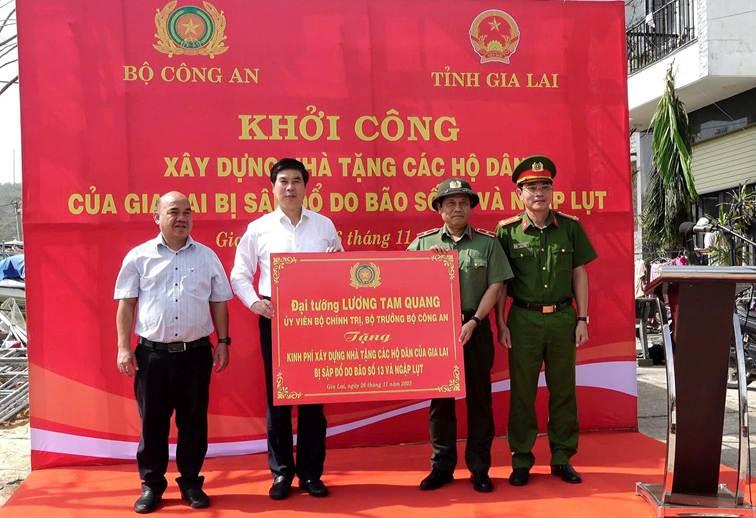 BỘ CÔNG AN
TỈNH GIA LAI
KHỞI CÔNG
XÂY DỰNG NHÀ TẶNG CÁC HỘ DÂN
CỦA GIA LAI BỊ SẬP ĐỔ DO BÃO SỐ VÀ NGẬP LỤT
Gia 26 tháng 11
Đại tướng LƯƠNG TAM QUANG
ỦY VIÊN BỘ CHÍNH TRỊ, BỘ TRƯỞNG BỘ CÔNG AN
Tặng
KINH PHÍ XÂY DỰNG NHÀ TẶNG CÁC HỘ DÂN CỦA GIA LAI
BỊ SẬP ĐỔ DO BÃO SỐ 13 VÀ NGẬP LỤT
Gia Lai, ngày 26 tháng 11 năm 2025